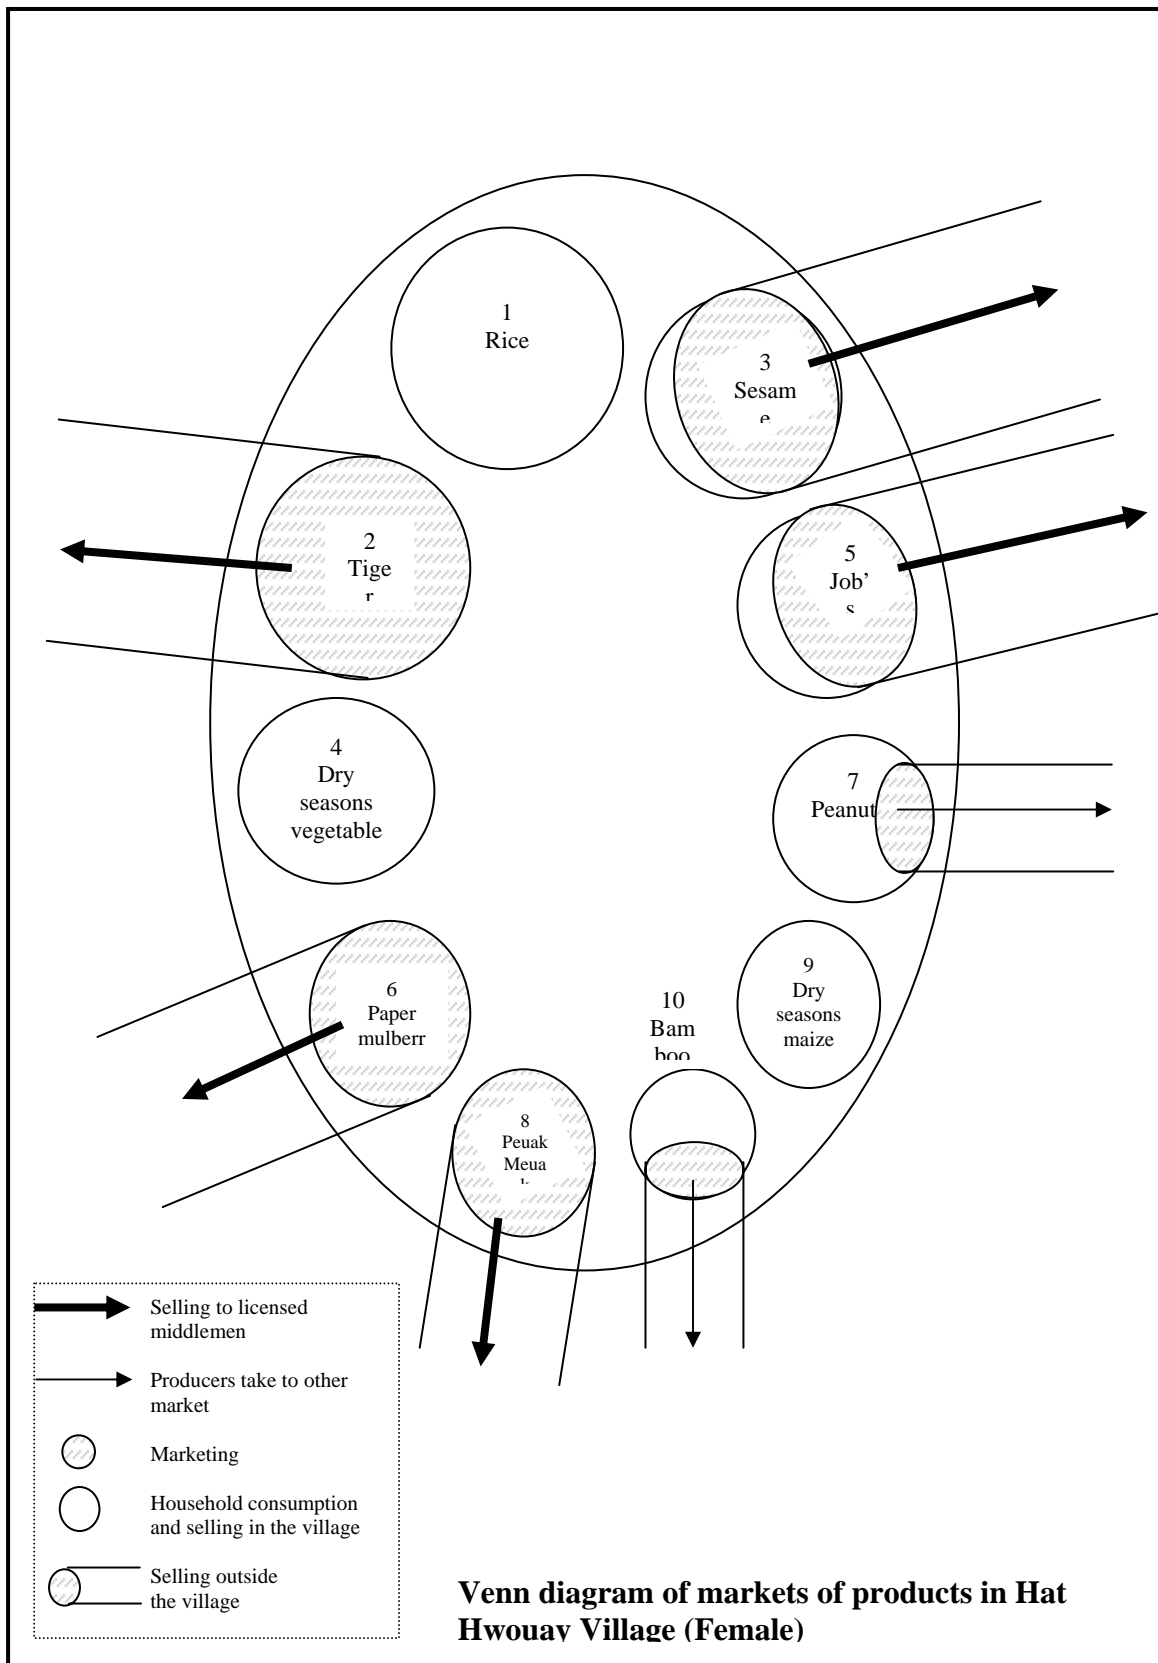 1
Rice
3
Sesam
e
2
Tige
r
5
Job'
s
4
Dry
seasons
vegetable
7
Peanut
6
Paper
mulberr
9
Dry
seasons
maize
10
Bam
boo
8
Peuak
Meua
k
Selling to licensed
middlemen
Producers take to other
market
Marketing
Household consumption
and selling in the village
Selling outside
the village
Venn diagram of markets of products in Hat
Hwouay Village (Female)